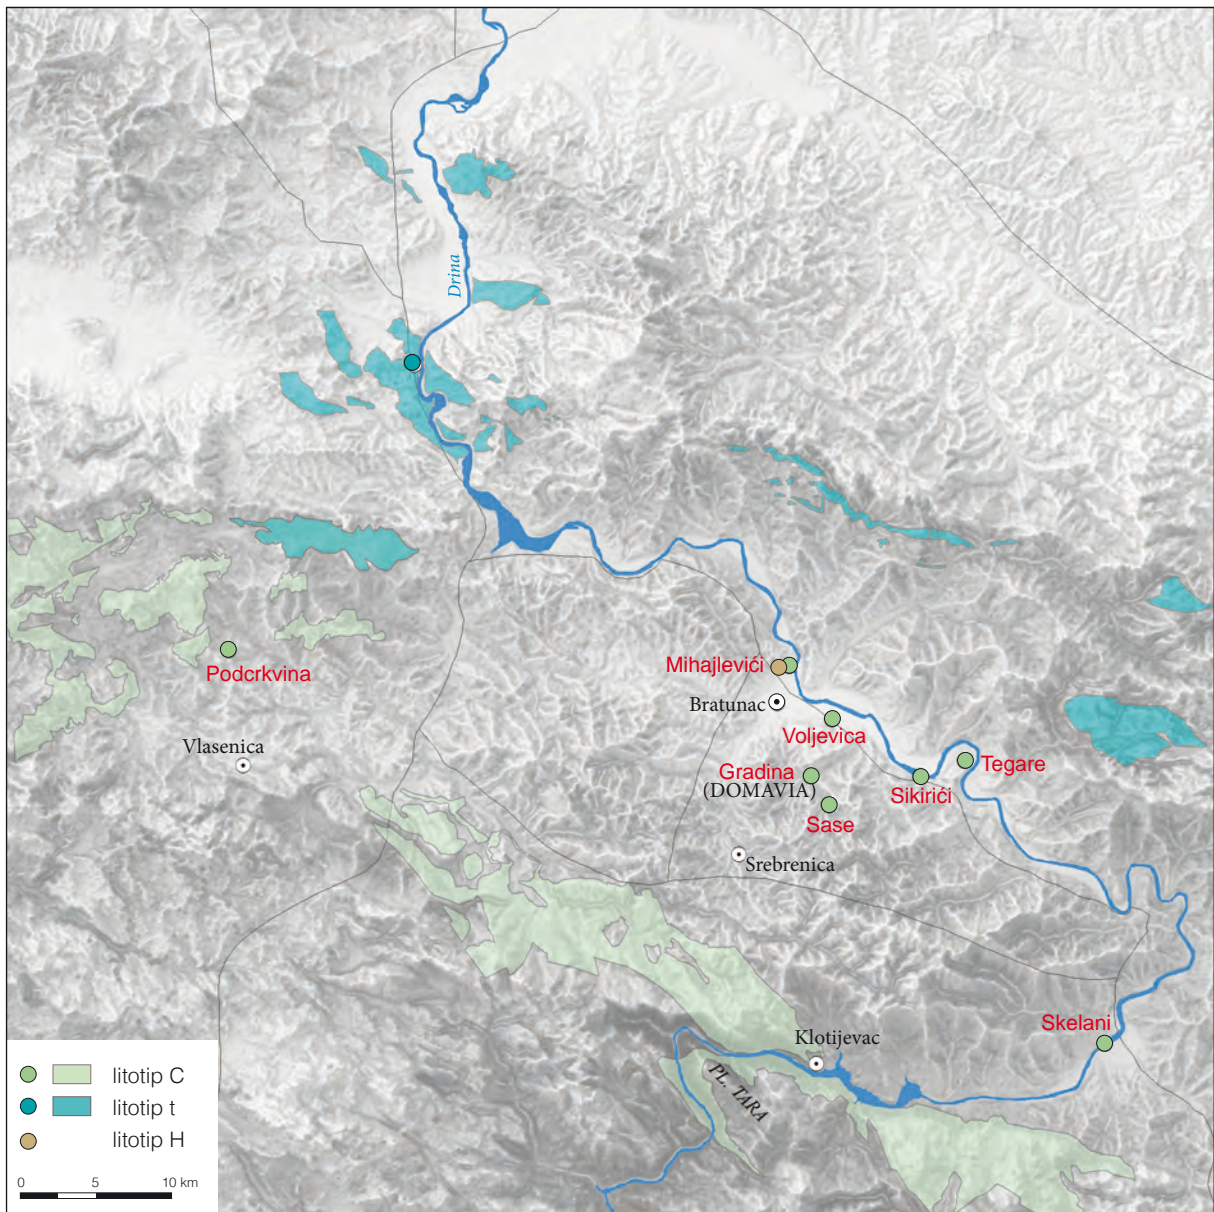 Drina
Podcrkvina
Mihajlevići
Bratunac
Voljevica
Vlasenica
Gradina
(DOMAVIA)
Tegare
Sikirići
Sase
Srebrenica
Skelani
Klotijevac
PL. TARA
litotip C
litotip t
litotip H
0 5 10 km